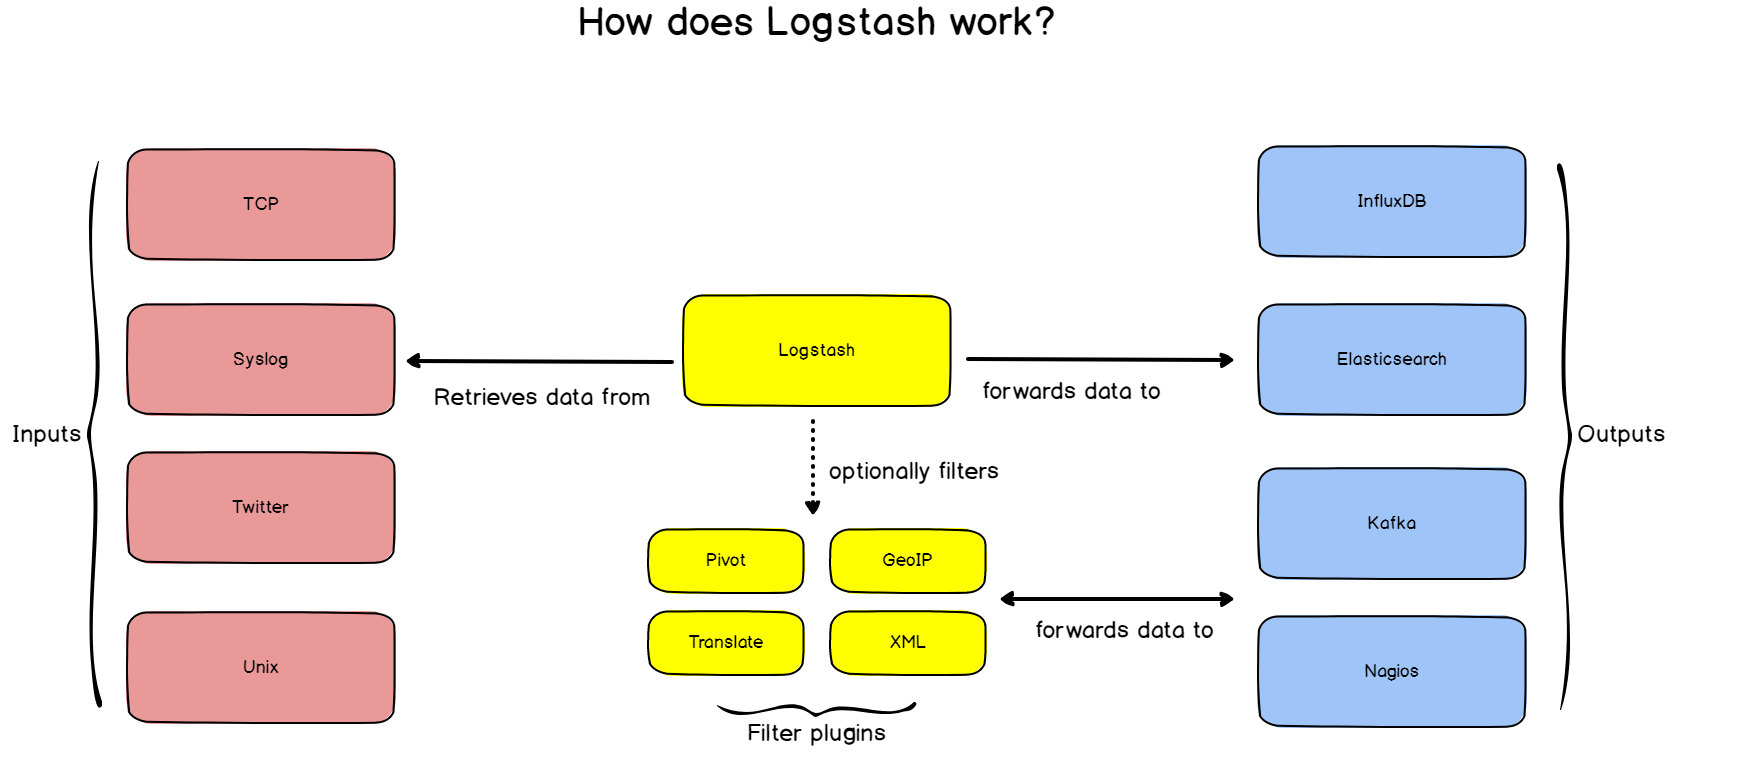 How does Logstash work?
Inputs
TCP
Syslog
Twitter
Unix
Retrieves data from
Logstash
forwards data to
optionally filters
Pivot
GeoIP
Translate
XML
Filter plugins
forwards data to
InfluxDB
Elasticsearch
Kafka
Nagios
Outputs